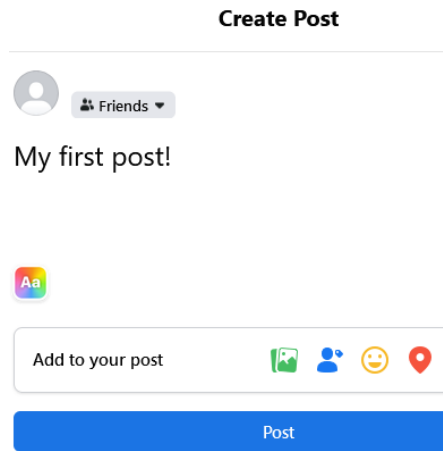 Create Post
Friends
My first post!
Aa
Add to your post
Post